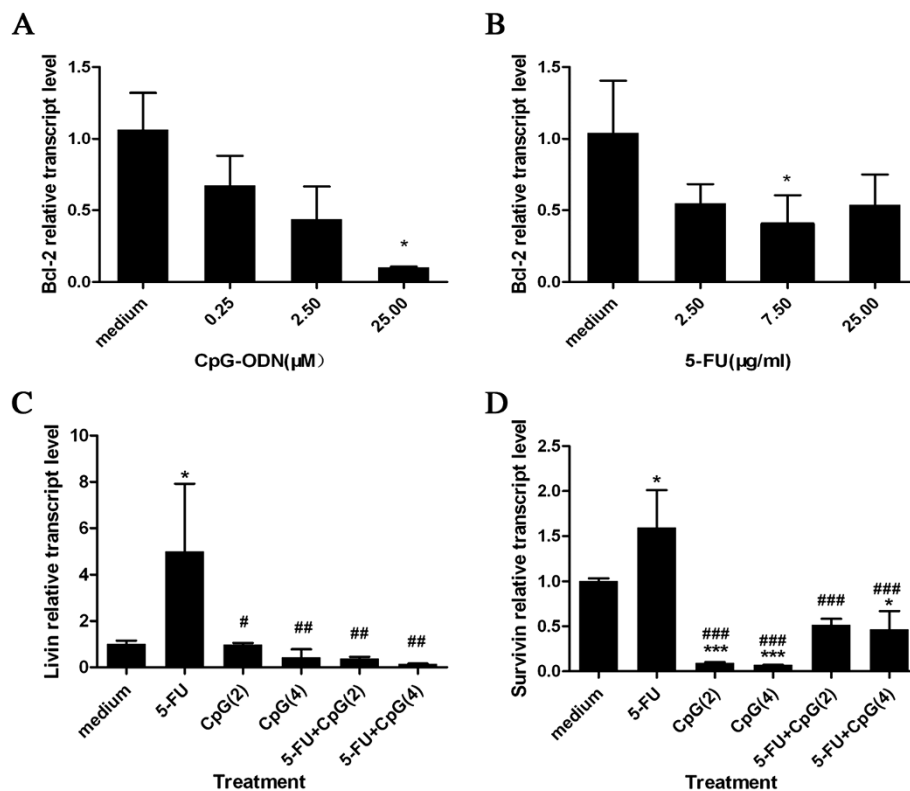 A
Bcl-2 relative transcript level
1.5
1.0
0.5
0.0
*
medium
0.25
2.50
25.00
CpG-ODN(μM）
B
Bcl-2 relative transcript level
1.5
1.0
0.5
0.0
*
medium
2.50
7.50
25.00
5-FU(μg/ml)
C
Livin relative transcript level
10
8
6
4
2
0
*
#
##
##
##
medium
5-FU
CpG(2)
CpG(4)
5-FU+CpG(2)
5-FU+CpG(4)
Treatment
D
Survivin relative transcript level
2.5
2.0
1.5
1.0
0.5
0.0
*
###
***
###
***
###
###
*
medium
5-FU
CpG(2)
CpG(4)
5-FU+CpG(2)
5-FU+CpG(4)
Treatment